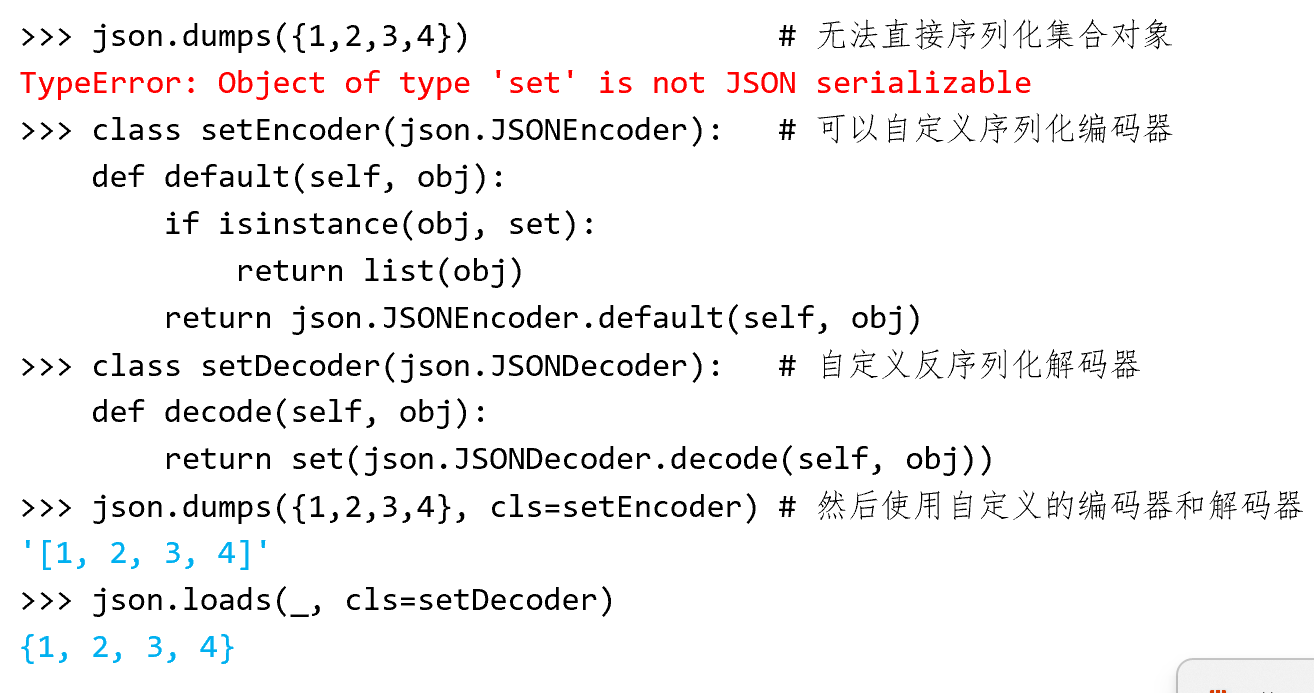 >>> json.dumps({1,2,3,4})                 # 无法直接序列化集合对象
TypeError: Object of type 'set' is not JSON serializable
>>> class setEncoder(json.JSONEncoder):   # 可以自定义序列化编码器
    def default(self, obj):
        if isinstance(obj, set):
            return list(obj)
        return json.JSONEncoder.default(self, obj)
>>> class setDecoder(json.JSONDecoder):   # 自定义反序列化解码器
    def decode(self, obj):
        return set(json.JSONDecoder.decode(self, obj))
>>> json.dumps({1,2,3,4}, cls=setEncoder) # 然后使用自定义的编码器和解码器
'[1, 2, 3, 4]'
>>> json.loads(_, cls=setDecoder)
{1, 2, 3, 4}